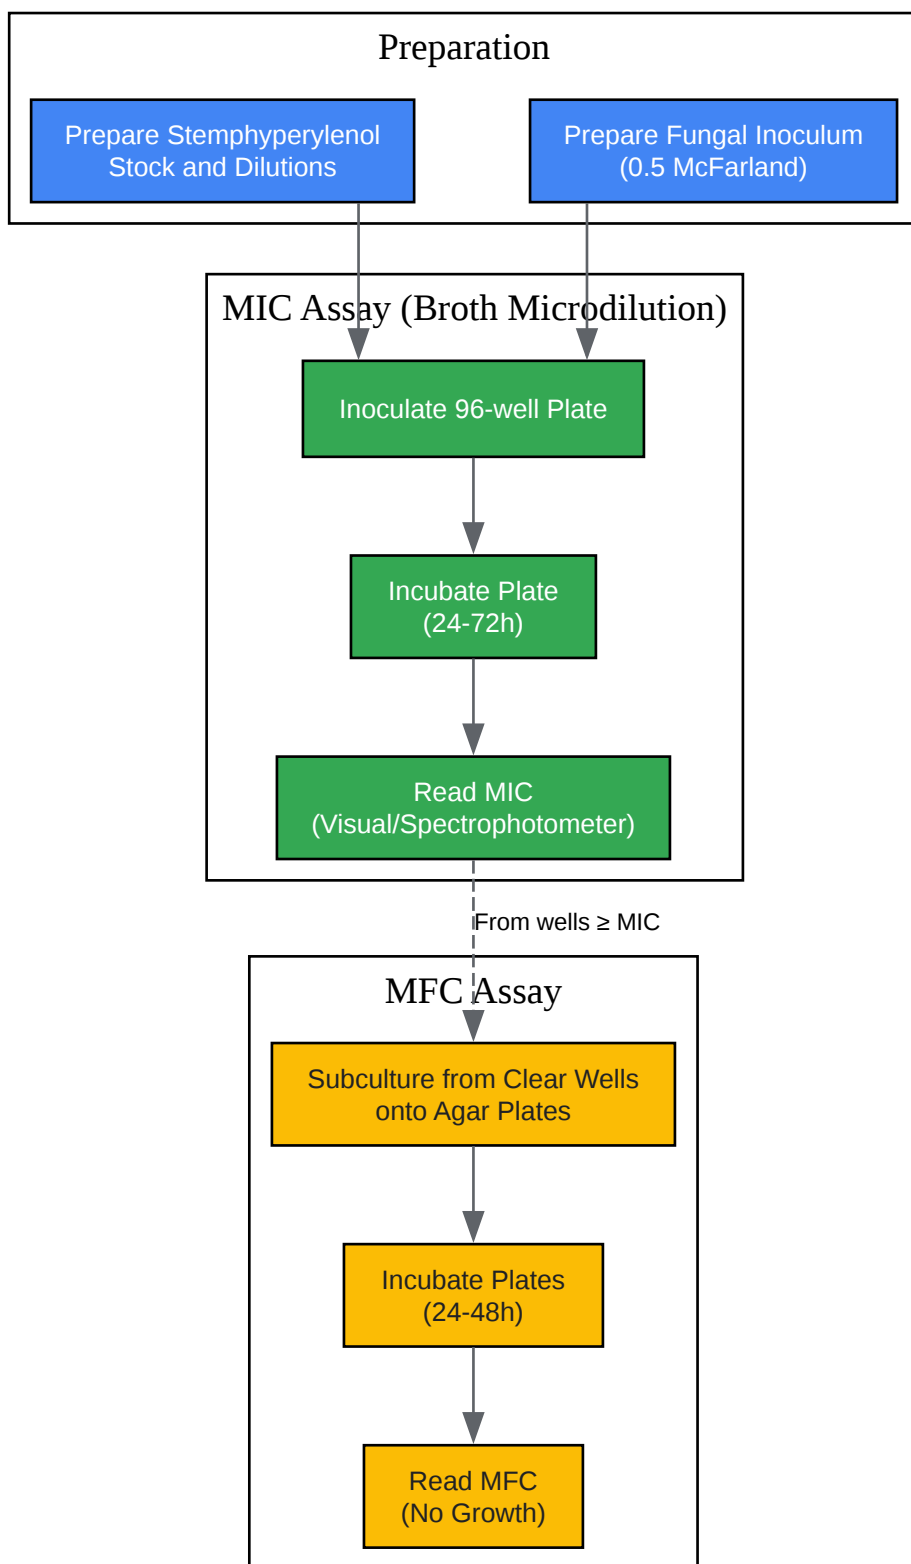 Preparation
Prepare Stemphyperylenol
Stock and Dilutions
Prepare Fungal Inoculum
(0.5 McFarland)
MIC Assay (Broth Microdilution)
Inoculate 96-well Plate
Incubate Plate
(24-72h)
Read MIC
(Visual/Spectrophotometer)
From wells ≥ MIC
MFC Assay
Subculture from Clear Wells
onto Agar Plates
Incubate Plates
(24-48h)
Read MFC
(No Growth)